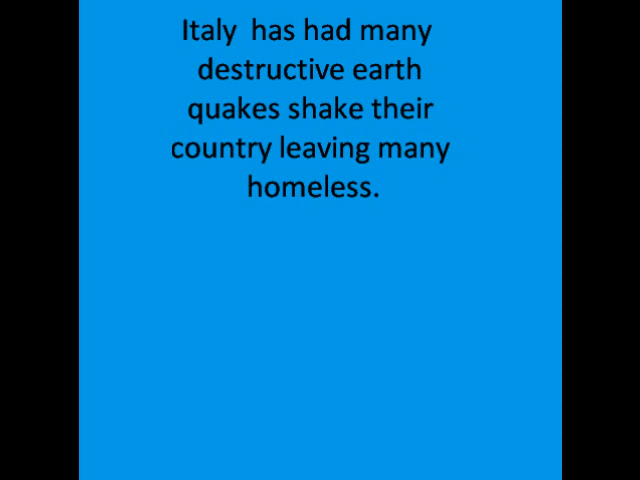 Italy  has had many
destructive earth
quakes shake their
country leaving many
homeless.